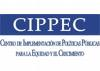 CIPPEC
CENTRO DE IMPLEMENTACIÓN DE POLÍTICAS PÚBLICAS
PARA LA EQUIDAD Y EL CRECIMIENTO